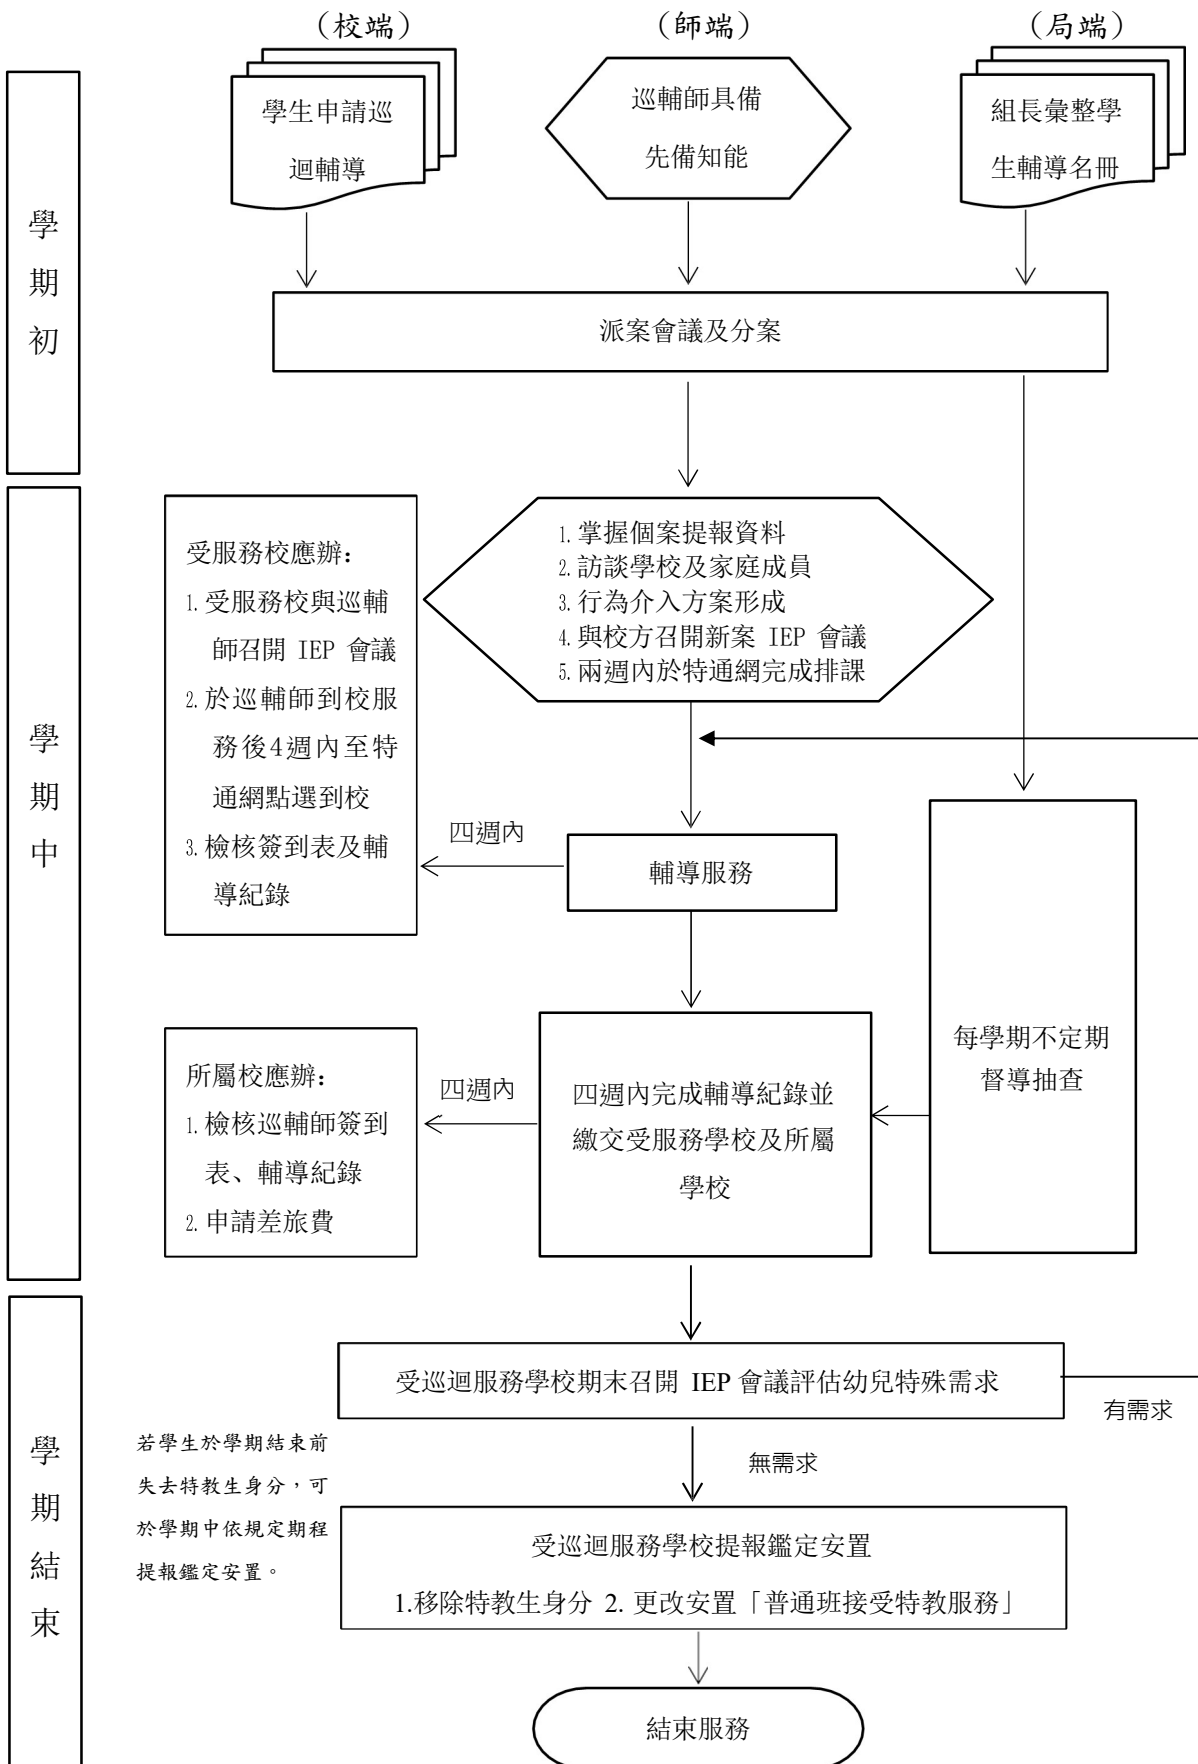 （校端）
（師端）
（局端）
學期初
學生申請巡
迴輔導
巡輔師具備
先備知能
組長彙整學
生輔導名冊
派案會議及分案
學期中
受服務校應辦：
1.受服務校與巡輔
師召開 IEP 會議
2.於巡輔師到校服
務後4週內至特
通網點選到校
3.檢核簽到表及輔
導紀錄
1.掌握個案提報資料
2.訪談學校及家庭成員
3.行為介入方案形成
4.與校方召開新案 IEP 會議
5.兩週內於特通網完成排課
四週內
輔導服務
所屬校應辦：
1.檢核巡輔師簽到
表、輔導紀錄
2.申請差旅費
四週內
四週內完成輔導紀錄並
繳交受服務學校及所屬
學校
每學期不定期
督導抽查
學期結束
受巡迴服務學校期末召開 IEP 會議評估幼兒特殊需求
有需求
無需求
若學生於學期結束前
失去特教生身分，可
於學期中依規定期程
提報鑑定安置。
受巡迴服務學校提報鑑定安置
1.移除特教生身分 2. 更改安置「普通班接受特教服務」
結束服務